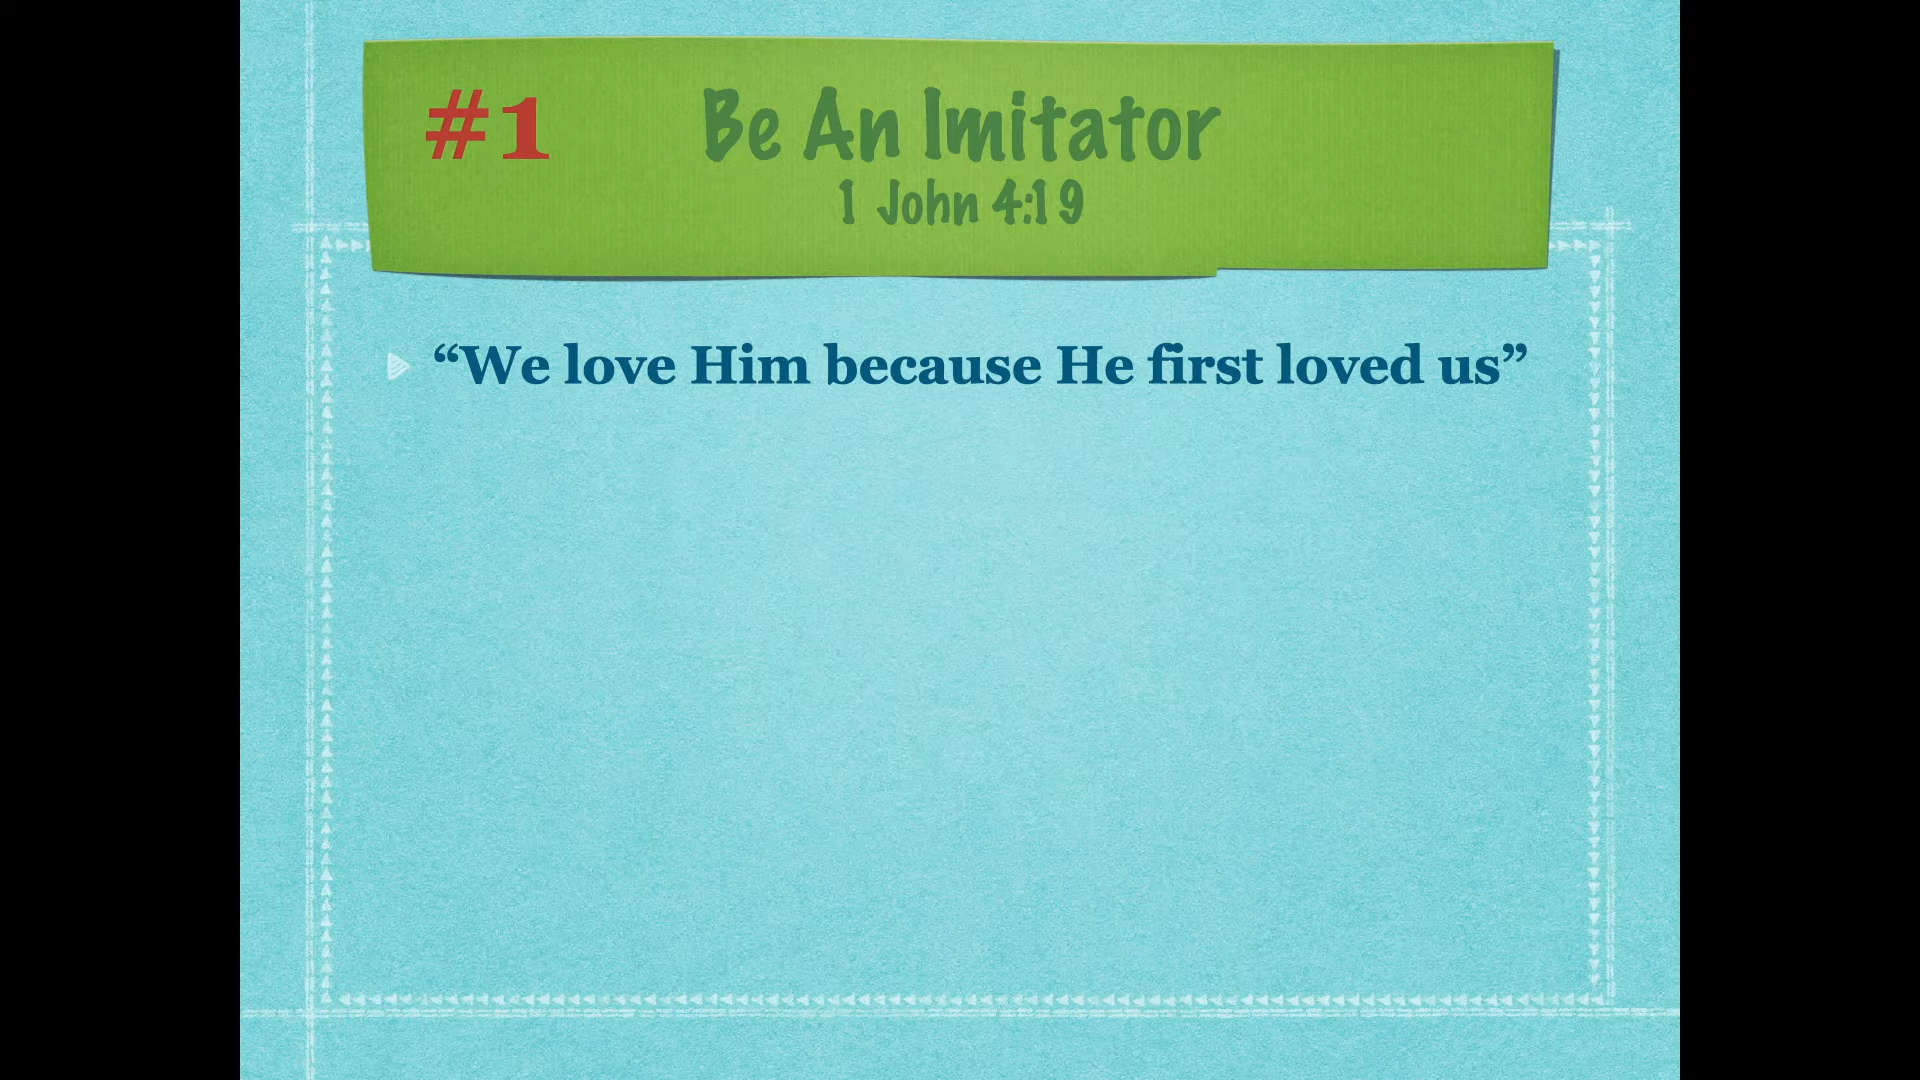 #1 Be An Imitator
1 John 4:19
“We love Him because He first loved us”